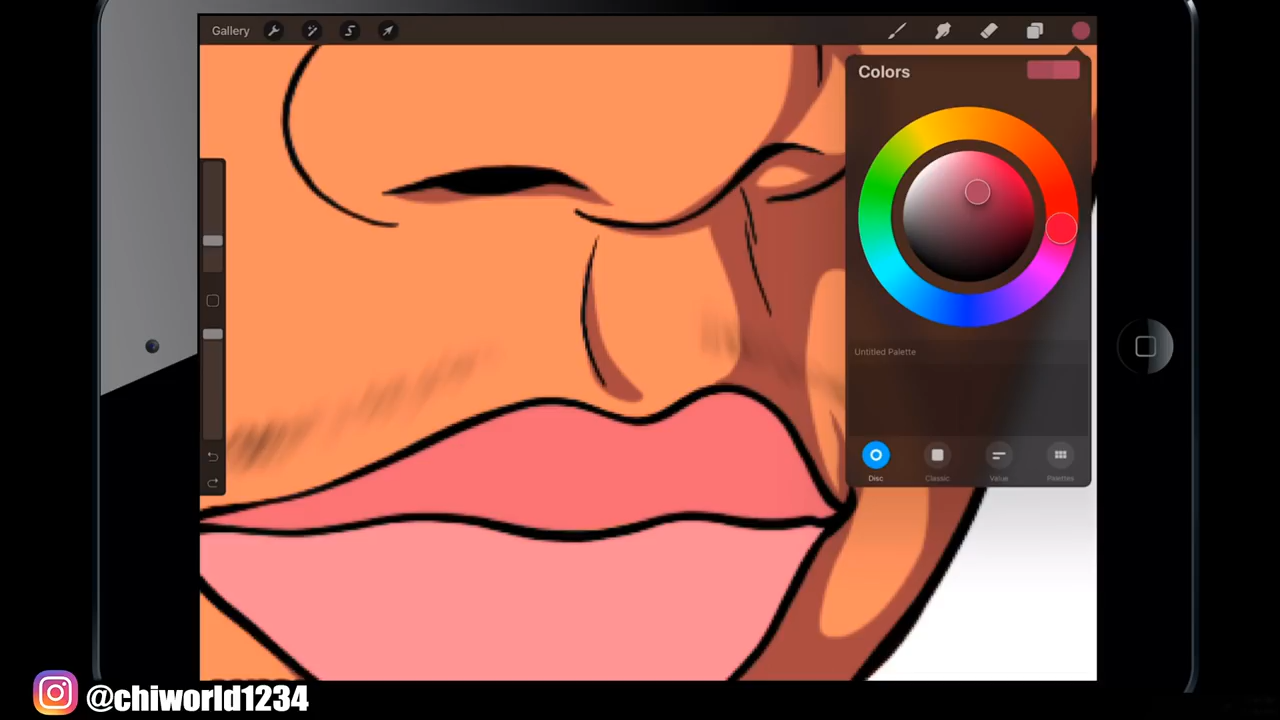 Gallery
Colors
Untitled Palette
Disc
Classic
Value
Palettes
@chiworld1234